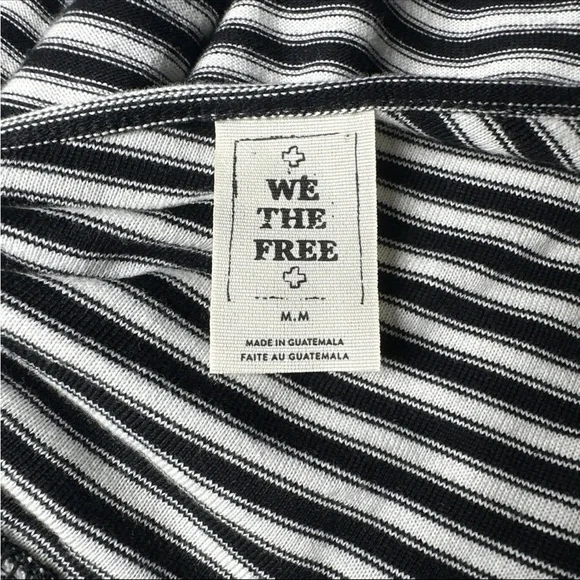 WE
THE
FREE
M.M
MADE IN GUATEMALA
FAITE AU GUATEMALA